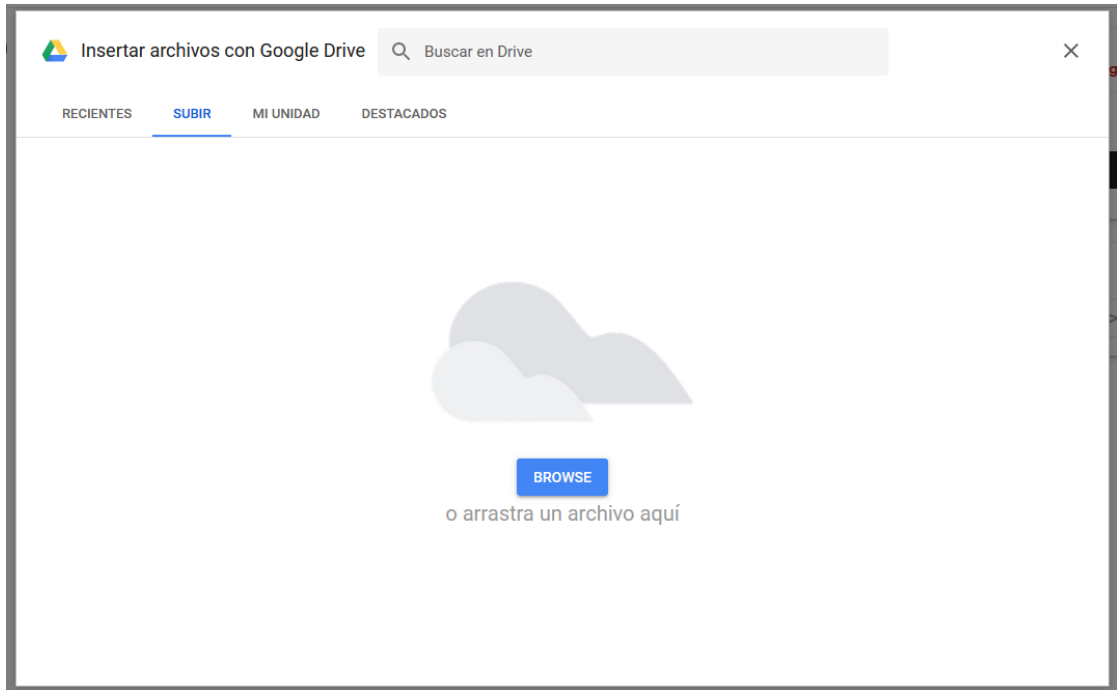 Insertar archivos con Google Drive
Buscar en Drive
RECIENTES SUBIR MI UNIDAD DESTACADOS
BROWSE
o arrastra un archivo aquí